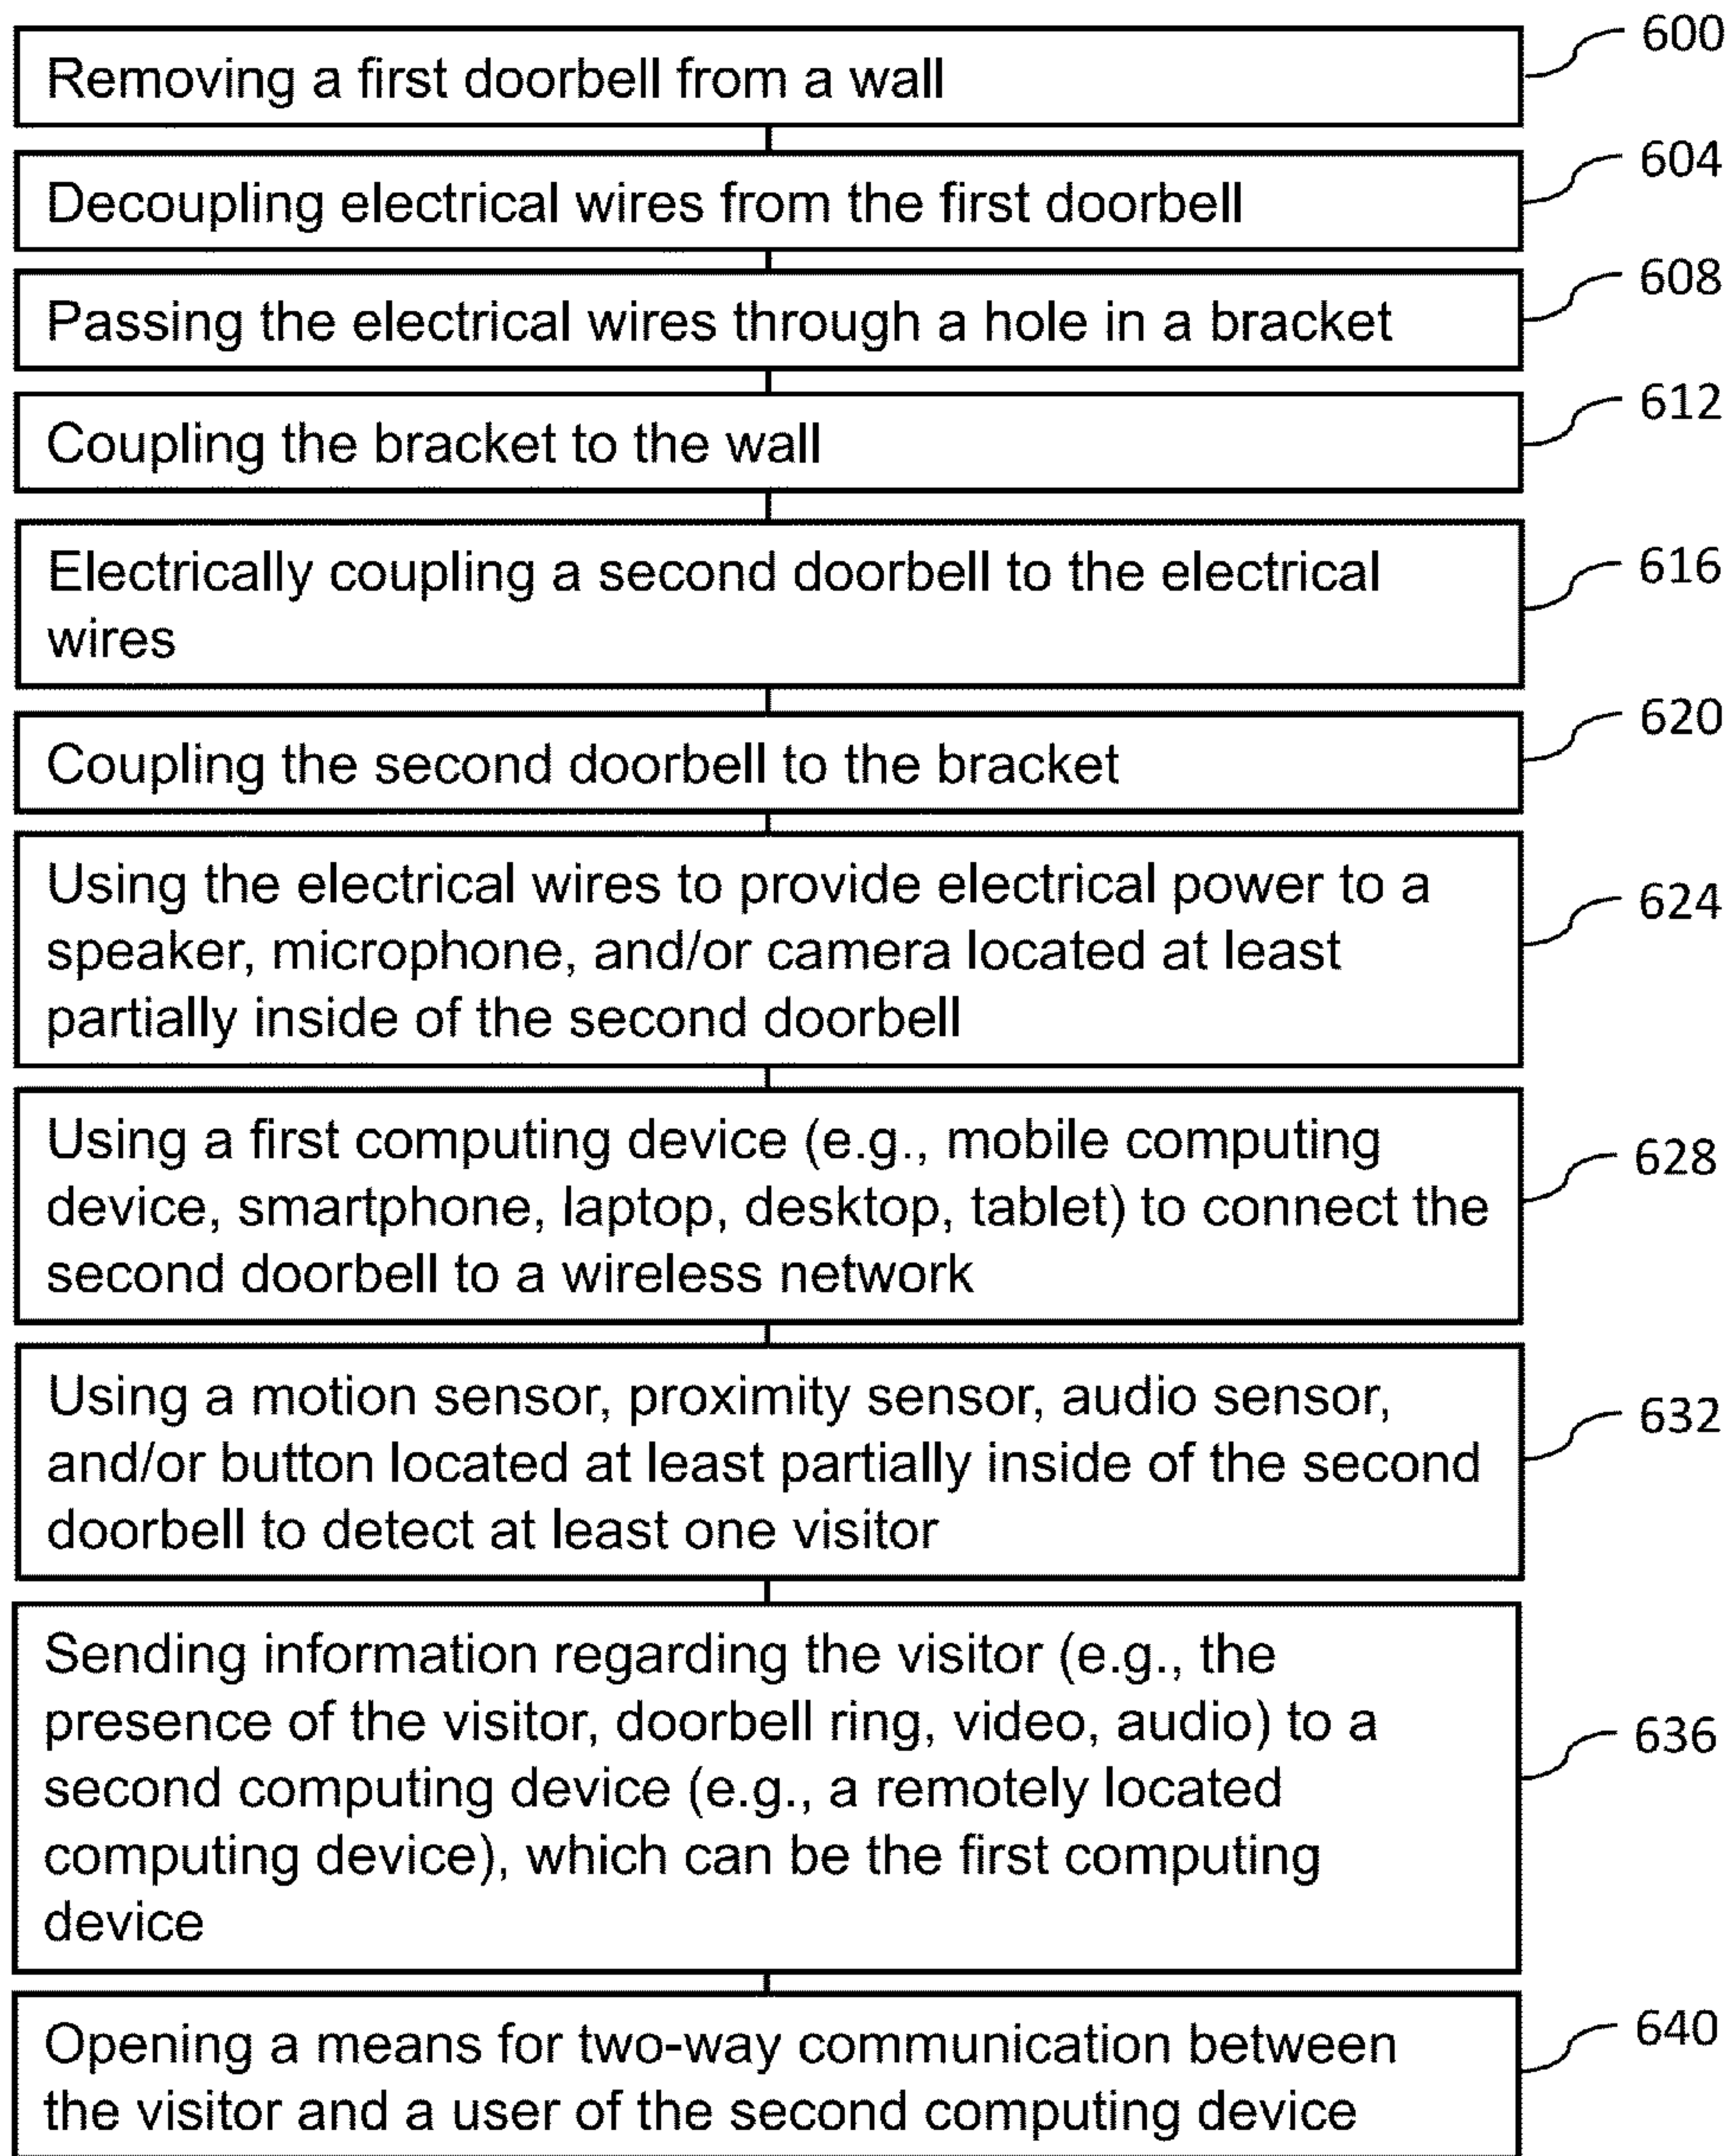 Removing a first doorbell from a wall
600
Decoupling electrical wires from the first doorbell
604
Passing the electrical wires through a hole in a bracket
608
Coupling the bracket to the wall
612
Electrically coupling a second doorbell to the electrical
wires
616
Coupling the second doorbell to the bracket
620
Using the electrical wires to provide electrical power to a
speaker, microphone, and/or camera located at least
partially inside of the second doorbell
624
Using a first computing device (e.g., mobile computing
device, smartphone, laptop, desktop, tablet) to connect the
second doorbell to a wireless network
628
Using a motion sensor, proximity sensor, audio sensor,
and/or button located at least partially inside of the second
doorbell to detect at least one visitor
632
Sending information regarding the visitor (e.g., the
presence of the visitor, doorbell ring, video, audio) to a
second computing device (e.g., a remotely located
computing device), which can be the first computing
device
636
Opening a means for two-way communication between
the visitor and a user of the second computing device
640